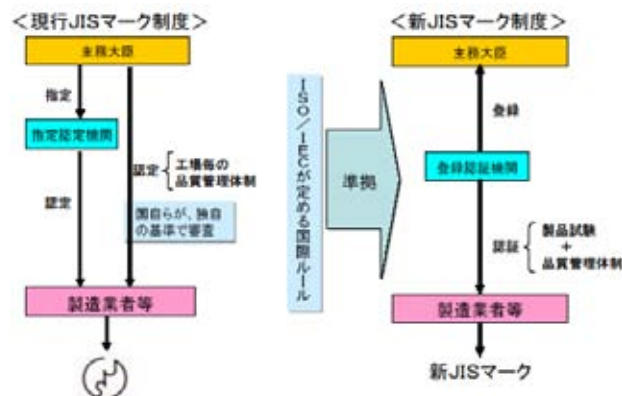 ＜現行JISマーク制度＞
主務大臣
指定
指定認定機関
認定
認定
工場毎の
品質管理体制
国自らが、独自
の基準で審査
製造業者等
ISO／IECが定める国際ルール
準拠
＜新JISマーク制度＞
主務大臣
登録
登録認証機関
認証
製品試験
＋
品質管理体制
製造業者等
新JISマーク